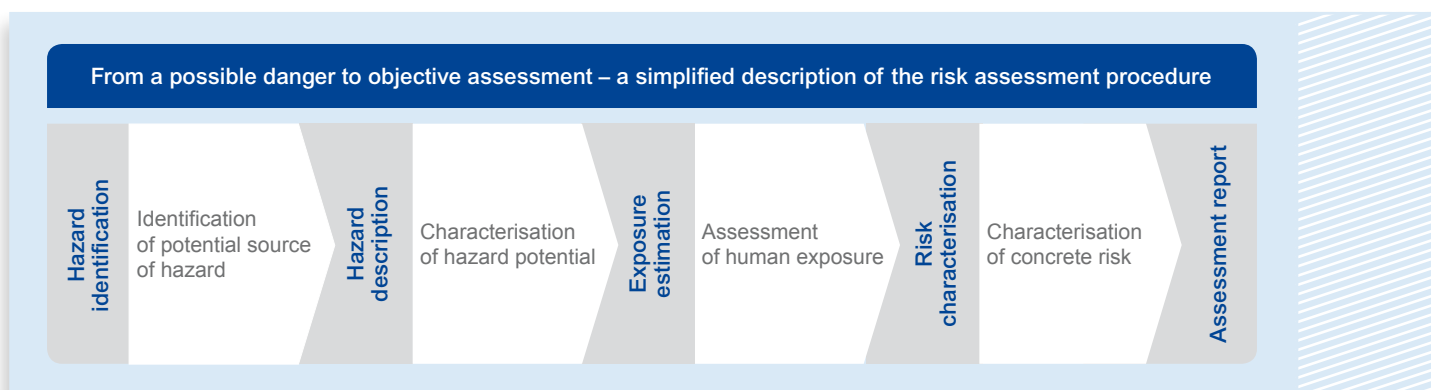 From a possible danger to objective assessment – a simplified description of the risk assessment procedure
Hazard
identification
Identification
of potential source
of hazard
Hazard
description
Characterisation
of hazard potential
Exposure
estimation
Assessment
of human exposure
Risk
characterisation
Characterisation
of concrete risk
Assessment report